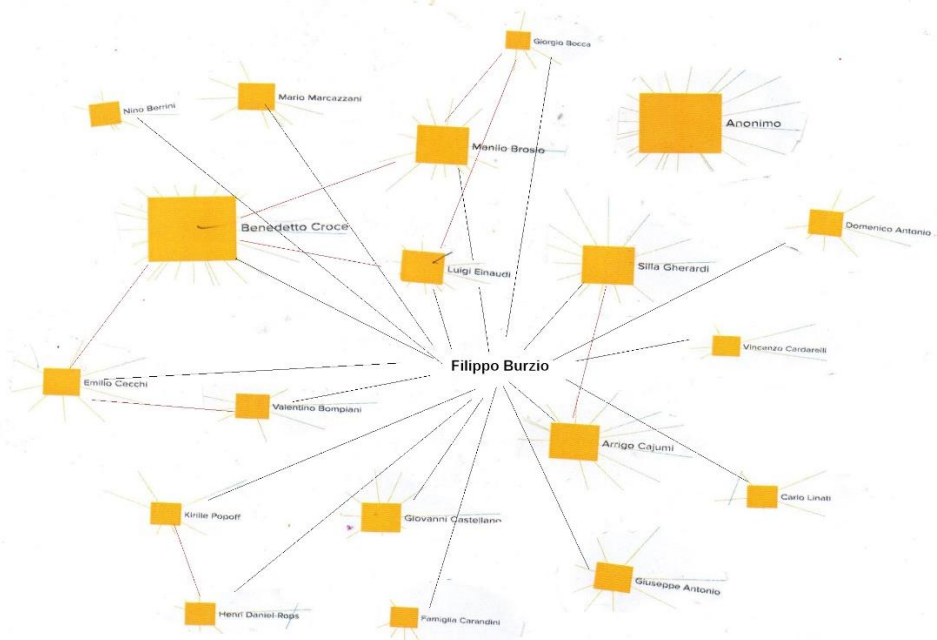 Giorgio Bocca
Nino Berrini
Mario Marcazzani
Anonimo
Manlio Brosio
Benedetto Croce
Domenico Antonio
Luigi Einaudi
Silla Gherardi
Vincenzo Cardarelli
Filippo Burzio
Emilio Cecchi
Valentino Bompiani
Arrigo Cajumi
Carlo Linati
Kirille Popoff
Giovanni Castellano
Giuseppe Antonio
Henri Daniel-Rops
Famiglia Carandini